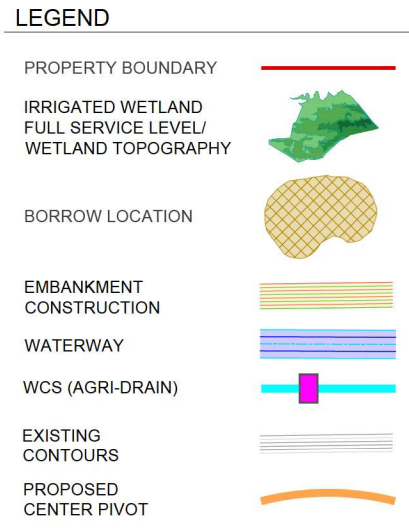 LEGEND
PROPERTY BOUNDARY
IRRIGATED WETLAND
FULL SERVICE LEVEL/
WETLAND TOPOGRAPHY
BORROW LOCATION
EMBANKMENT
CONSTRUCTION
WATERWAY
WCS (AGRI-DRAIN)
EXISTING
CONTOURS
PROPOSED
CENTER PIVOT